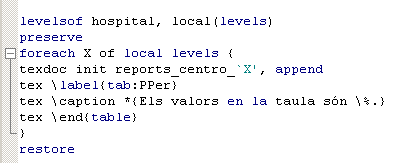 levelsof hospital, local(levels)
preserve
foreach X of local levels {
texdoc init reports_centro_`X', append
tex \label{tab:PPer}
tex \caption *{Els valors en la taula són \%.}
tex \end{table}
}
restore